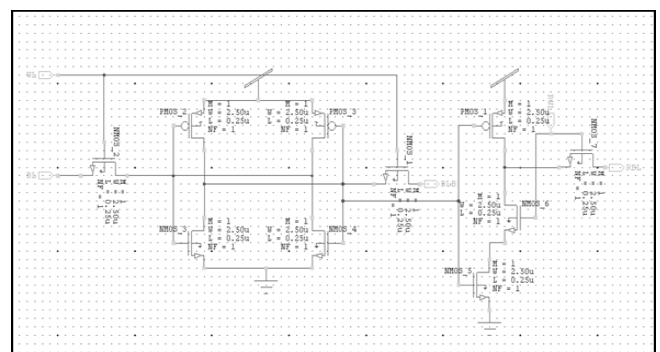 WL
PMOS_2
M = 1
W = 2.50u
L = 0.25u
NF = 1
M = 1
W = 2.50u
L = 0.25u
NF = 1
PMOS_3
PMOS_1
M = 1
W = 2.50u
L = 0.25u
NF = 1
NMOS_7
M = 1
W = 2.50u
L = 0.25u
NF = 1
NMOS_2
M = 1
W = 2.50u
L = 0.25u
NF = 1
BL
NMOS_1
M = 1
W = 2.50u
L = 0.25u
NF = 1
BLB
RBL
NMOS_3
M = 1
W = 2.50u
L = 0.25u
NF = 1
M = 1
W = 2.50u
L = 0.25u
NF = 1
NMOS_4
M = 1
W = 2.50u
L = 0.25u
NF = 1
NMOS_6
NMOS_5
M = 1
W = 2.50u
L = 0.25u
NF = 1